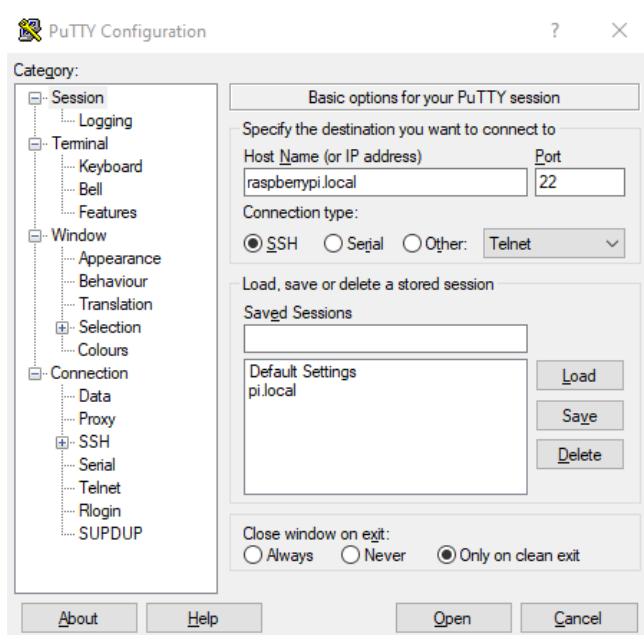 PuTTY Configuration
?
Category:
Session
Logging
Terminal
Keyboard
Bell
Features
Window
Appearance
Behaviour
Translation
Selection
Colours
Connection
Data
Proxy
SSH
Serial
Telnet
Rlogin
SUPDUP
Basic options for your PuTTY session
Specify the destination you want to connect to
Host Name (or IP address) Port
raspberrypi.local 22
Connection type:
SSH Serial Other: Telnet
Load, save or delete a stored session
Saved Sessions
Default Settings
pi.local
Load
Save
Delete
Close window on exit:
Always Never Only on clean exit
About Help Open Cancel